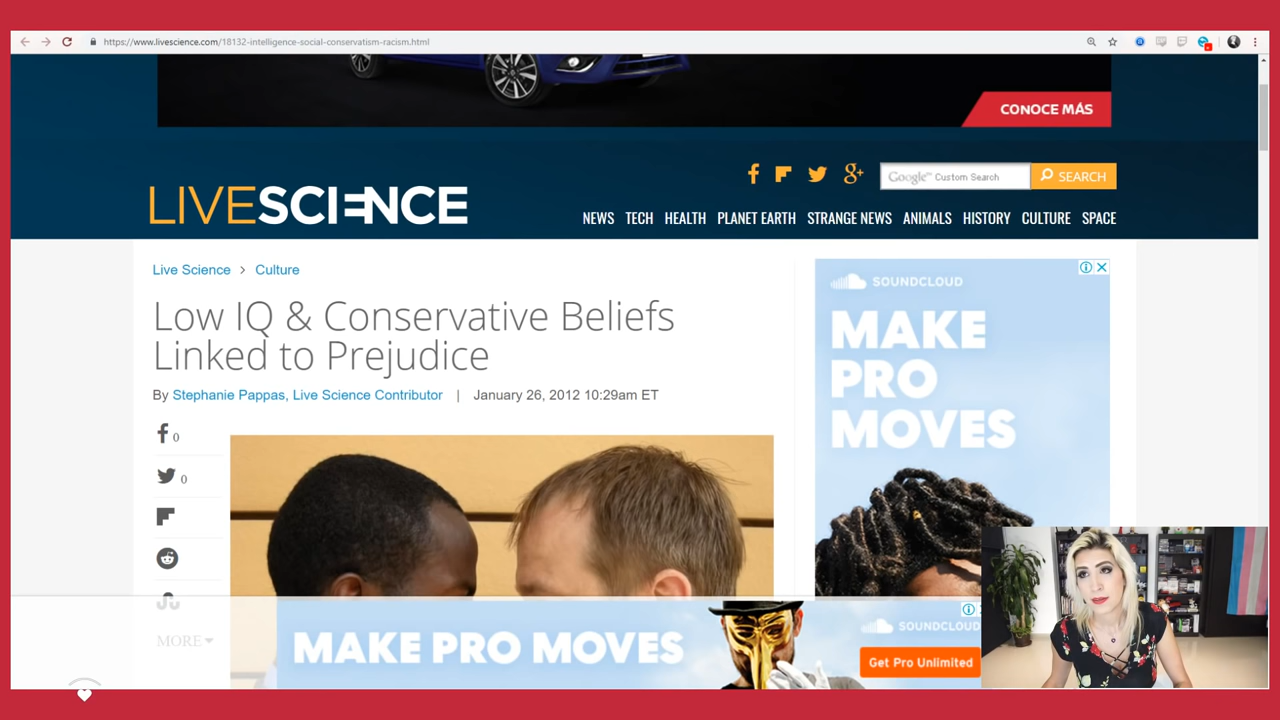 https://www.livescience.com/18132-intelligence-social-conservatism-racism.html
CONOCE MÁS
LIVESCIENCE
Google™ Custom Search
SEARCH
NEWS TECH HEALTH PLANET EARTH STRANGE NEWS ANIMALS HISTORY CULTURE SPACE
Live Science > Culture
Low IQ & Conservative Beliefs
Linked to Prejudice
By Stephanie Pappas, Live Science Contributor | January 26, 2012 10:29am ET
0
0
MORE
SOUNDCLOUD
MAKE
PRO
MOVES
MAKE PRO MOVES
SOUNDCLOUD
Get Pro Unlimited